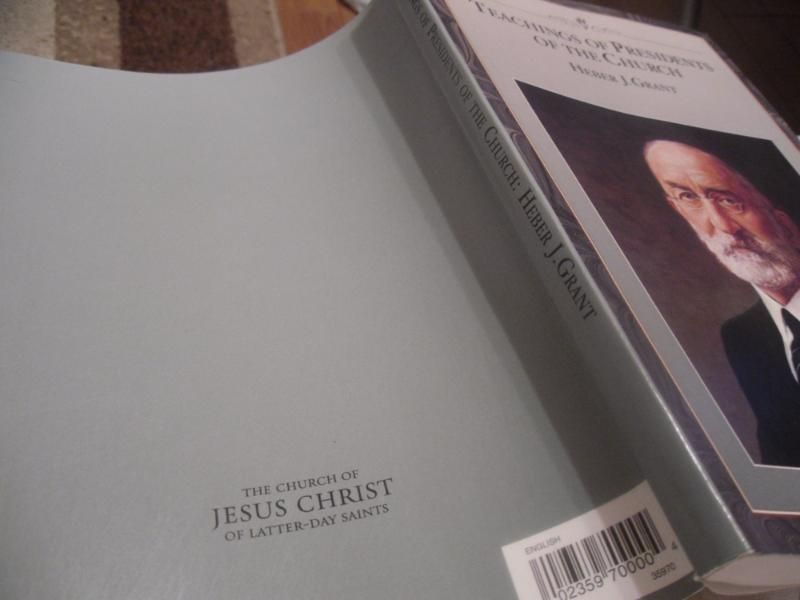 TEACHINGS OF PRESIDENTS
OF THE CHURCH
HEBER J. GRANT
OF PRESIDENTS OF THE CHURCH: HEBER J. GRANT
THE CHURCH OF
JESUS CHRIST
OF LATTER-DAY SAINTS
ENGLISH
02359 70000 4
35970